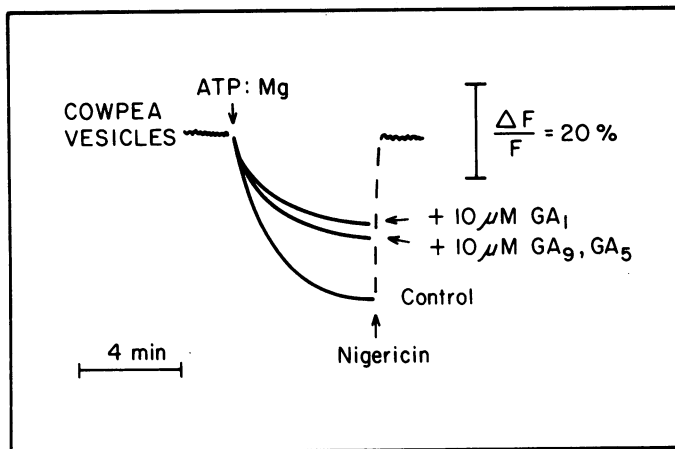 ATP: Mg
COWPEA
VESICLES
ΔF
F
= 20 %
+ 10 μM GA₁
+ 10 μM GA₉, GA₅
Control
4 min
Nigericin